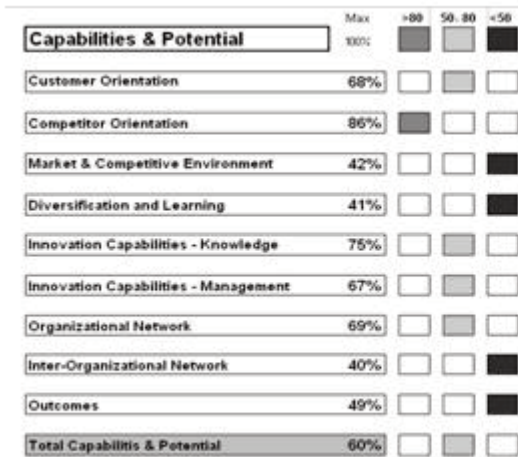 Max >80 50..80 <50
Capabilities & Potential 100%
Customer Orientation 68%
Competitor Orientation 86%
Market & Competitive Environment 42%
Diversification and Learning 41%
Innovation Capabilities - Knowledge 75%
Innovation Capabilities - Management 67%
Organizational Network 69%
Inter-Organizational Network 40%
Outcomes 49%
Total Capabilitis & Potential 60%